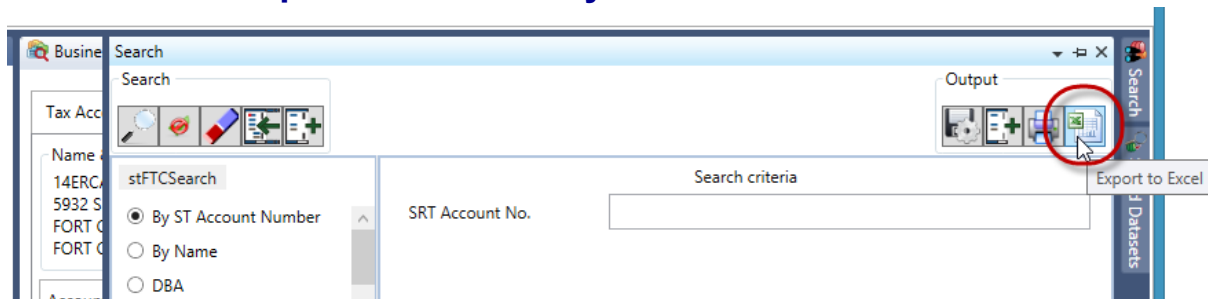 Busine
Search
Search
Output
Search
Tax Acc
Name
14ERCA
5932 S
FORT
FORT
stFTCSearch
Search criteria
Export to Excel
By ST Account Number
SRT Account No.
By Name
DBA
d Datasets